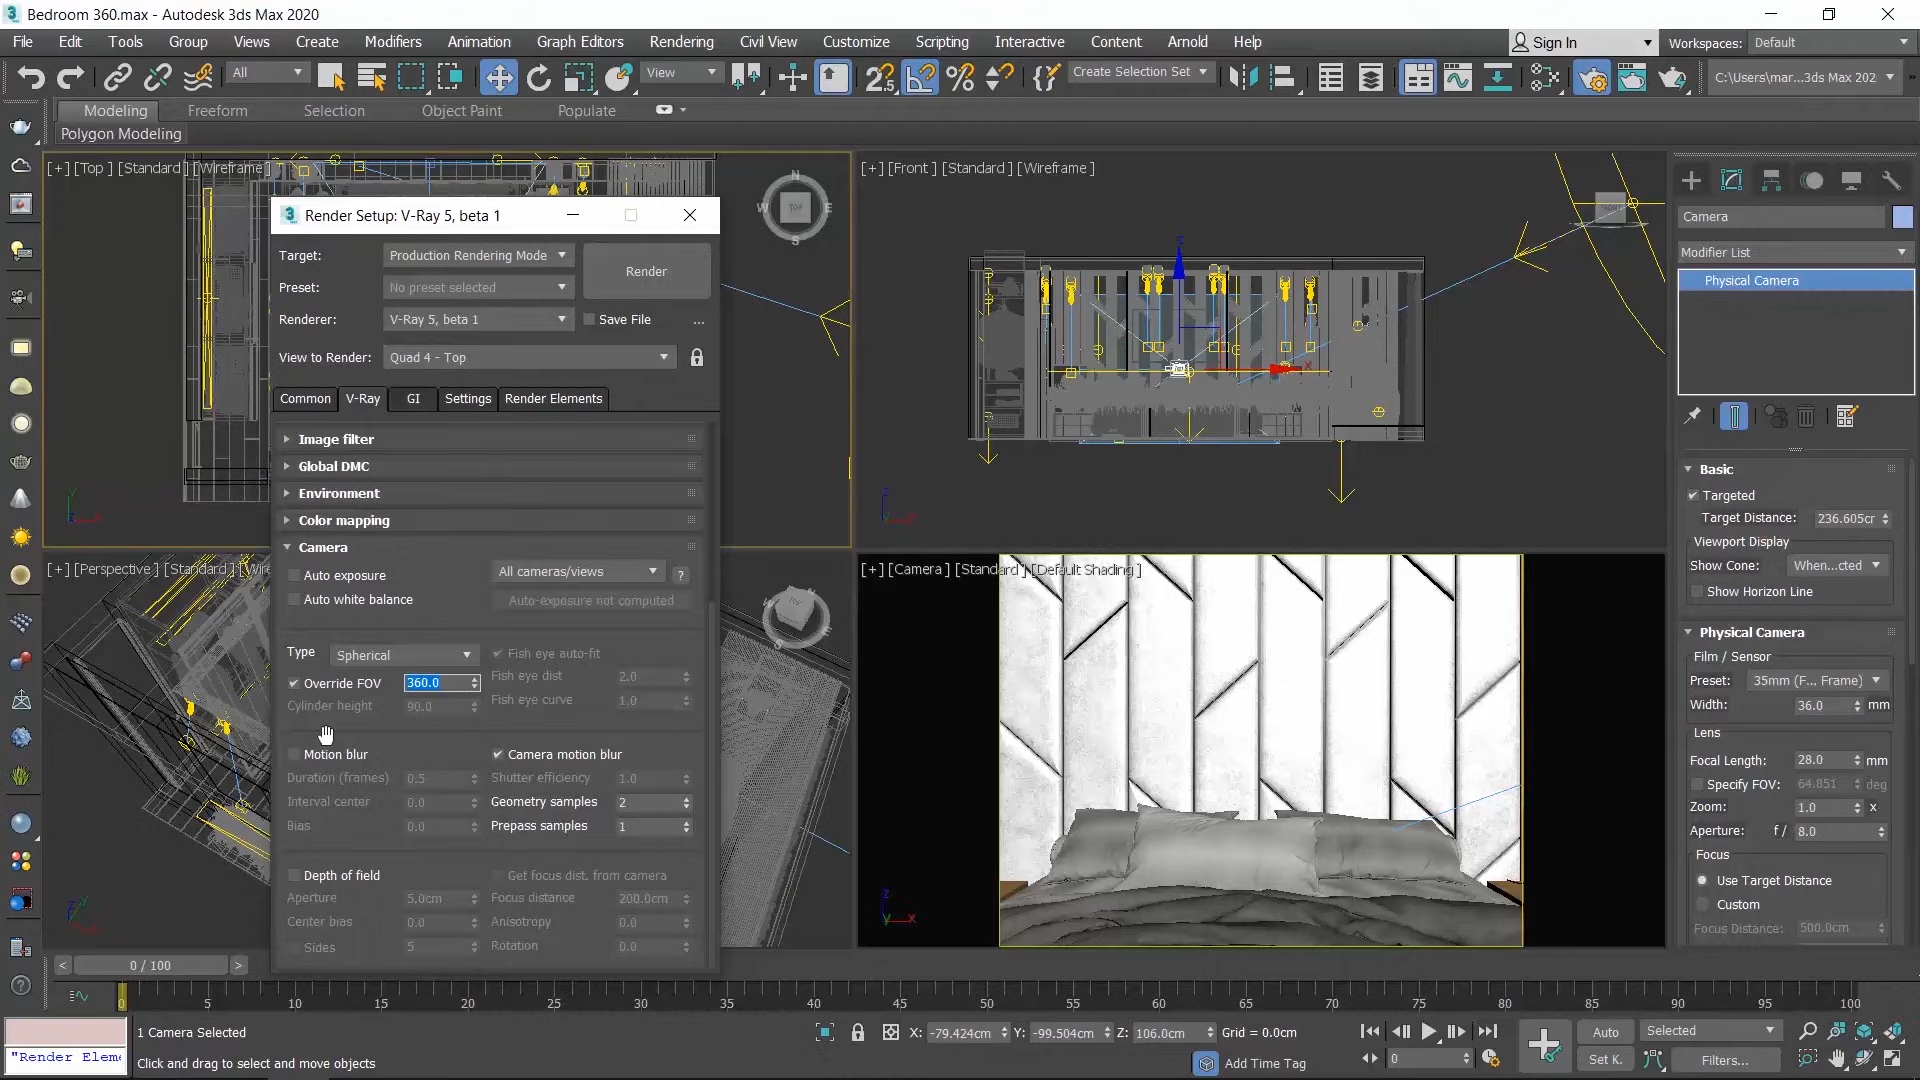 Bedroom 360.max - Autodesk 3ds Max 2020
File Edit Tools Group Views Create Modifiers Animation Graph Editors Rendering Civil View Customize Scripting Interactive Content Arnold Help
Sign In
Workspaces: Default
All
View
Create Selection Set
C:\Users\mar...3ds Max 202
Modeling Freeform Selection Object Paint Populate
Polygon Modeling
[+] [Top] [Standard] [Wireframe]
N
W TOP E
S
[+] [Front] [Standard] [Wireframe]
[+] [Perspective] [Standard] [Wire
[+] [Camera] [Standard] [Default Shading]
Render Setup: V-Ray 5, beta 1
Target: Production Rendering Mode
Render
Preset: No preset selected
Renderer: V-Ray 5, beta 1
Save File
...
View to Render: Quad 4 - Top
Common V-Ray GI Settings Render Elements
Image filter
Global DMC
Environment
Color mapping
Camera
Auto exposure
All cameras/views
?
Auto white balance
Auto-exposure not computed
Type Spherical
Fish eye auto-fit
Override FOV 360.0
Fish eye dist 2.0
Cylinder height 90.0
Fish eye curve 1.0
Motion blur
Camera motion blur
Duration (frames) 0.5
Shutter efficiency 1.0
Interval center 0.0
Geometry samples 2
Bias 0.0
Prepass samples 1
Depth of field
Get focus dist. from camera
Aperture 5.0cm
Focus distance 200.0cm
Center bias 0.0
Anisotropy 0.0
Sides 5
Rotation 0.0
Camera
Modifier List
Physical Camera
Basic
Targeted
Target Distance: 236.605cr
Viewport Display
Show Cone: When...cted
Show Horizon Line
Physical Camera
Film / Sensor
Preset: 35mm (F... Frame)
Width: 36.0 mm
Lens
Focal Length: 28.0 mm
Specify FOV: 64.851 deg
Zoom: 1.0 x
Aperture: f / 8.0
Focus
Use Target Distance
Custom
Focus Distance: 500.0cm
< 0 / 100 >
0 5 10 15 20 25 30 35 40 45 50 55 60 65 70 75 80 85 90 95 100
1 Camera Selected
X: -79.424cm Y: -99.504cm Z: 106.0cm Grid = 0.0cm
Auto
Selected
"Render Eleme
Click and drag to select and move objects
Add Time Tag
0
Set K.
Filters...